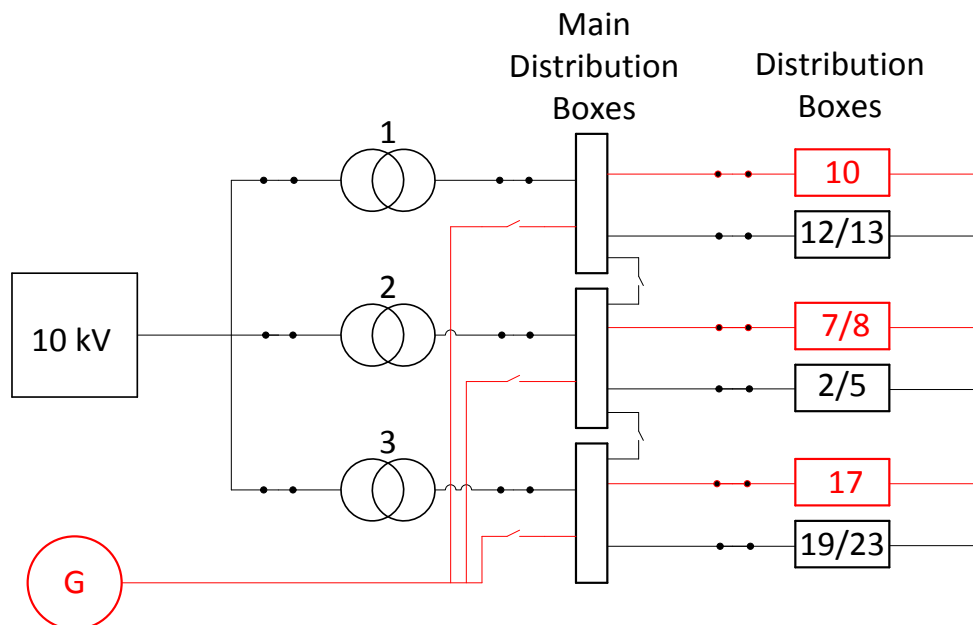 Main
Distribution
Boxes
Distribution
Boxes
1
10
12/13
2
10 kV
7/8
2/5
3
17
19/23
G